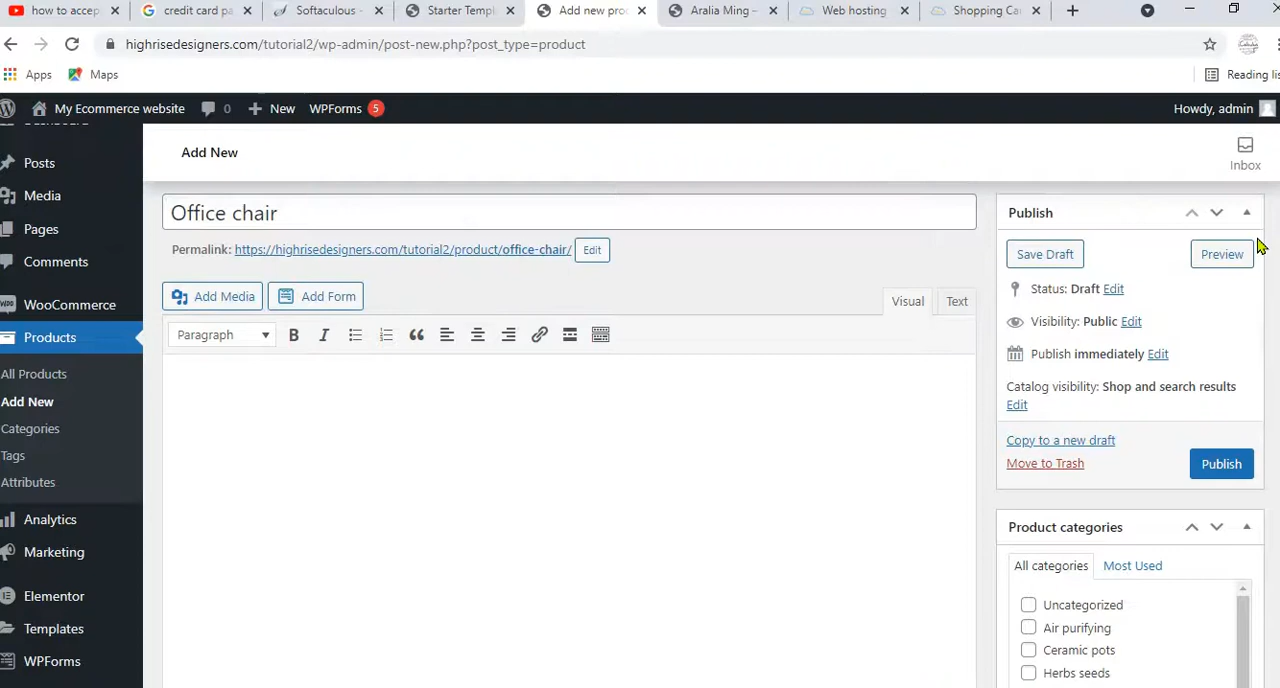 how to accep
credit card pa
Softaculous -
Starter Templ
Add new pro
Aralia Ming –
Web hosting
Shopping Ca
highrisedesigners.com/tutorial2/wp-admin/post-new.php?post_type=product
Apps
Maps
Reading lis
My Ecommerce website
0
New
WPForms
5
Howdy, admin
Posts
Media
Pages
Comments
WooCommerce
Products
All Products
Add New
Categories
Tags
Attributes
Analytics
Marketing
Elementor
Templates
WPForms
Add New
Inbox
Office chair
Permalink: https://highrisedesigners.com/tutorial2/product/office-chair/ Edit
Add Media
Add Form
Visual
Text
Paragraph
B I
Publish
Save Draft
Preview
Status: Draft Edit
Visibility: Public Edit
Publish immediately Edit
Catalog visibility: Shop and search results
Edit
Copy to a new draft
Move to Trash
Publish
Product categories
All categories
Most Used
Uncategorized
Air purifying
Ceramic pots
Herbs seeds